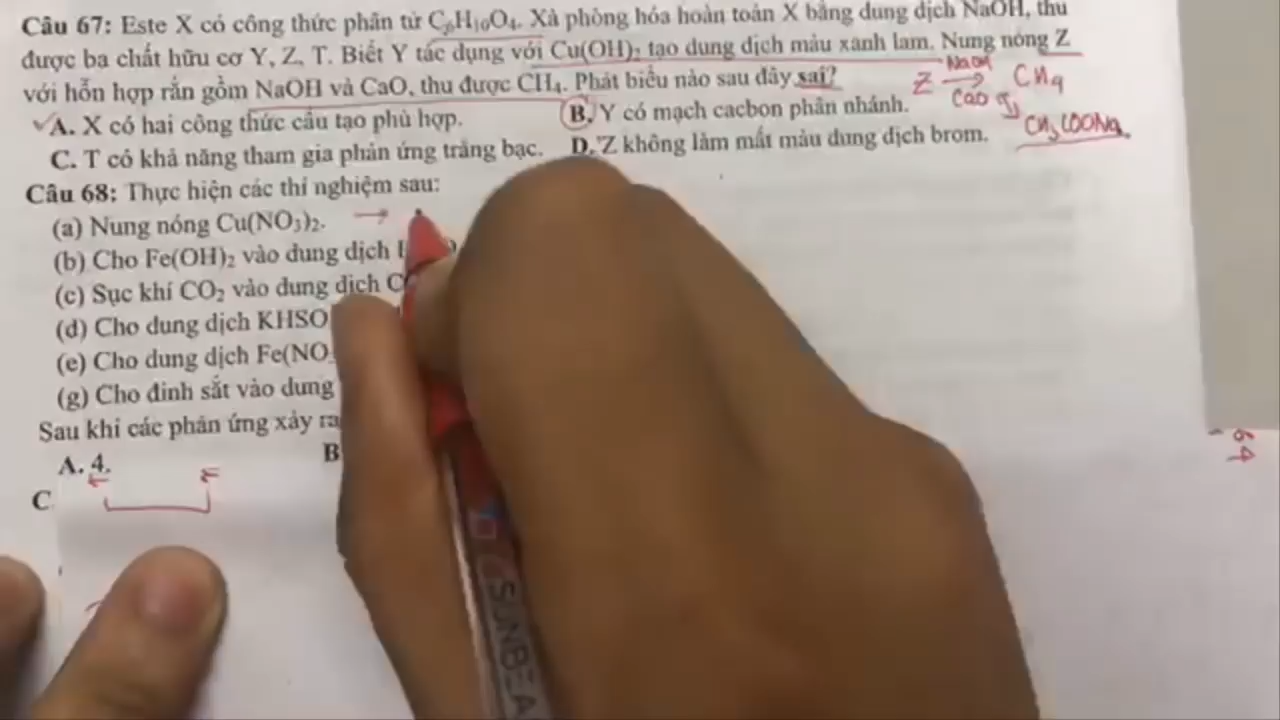 Câu 67: Este X có công thức phân tử C₆H₁₀O₄. Xà phòng hóa hoàn toàn X bằng dung dịch NaOH, thu
được ba chất hữu cơ Y, Z, T. Biết Y tác dụng với Cu(OH)₂ tạo dung dịch màu xanh lam. Nung nóng Z
với hỗn hợp rắn gồm NaOH và CaO, thu được CH₄. Phát biểu nào sau đây sai?
Z NaOH CaO CH₄
CH₃COONa
A. X có hai công thức cấu tạo phù hợp. B. Y có mạch cacbon phân nhánh.
C. T có khả năng tham gia phản ứng tráng bạc. D. Z không làm mất màu dung dịch brom.
Câu 68: Thực hiện các thí nghiệm sau:
(a) Nung nóng Cu(NO₃)₂. →
(b) Cho Fe(OH)₂ vào dung dịch
(c) Sục khí CO₂ vào dung dịch C
(d) Cho dung dịch KHSO
(e) Cho dung dịch Fe(NO
(g) Cho đinh sắt vào dung
Sau khi các phản ứng xảy ra
A. 4. B
C
SUNBEA